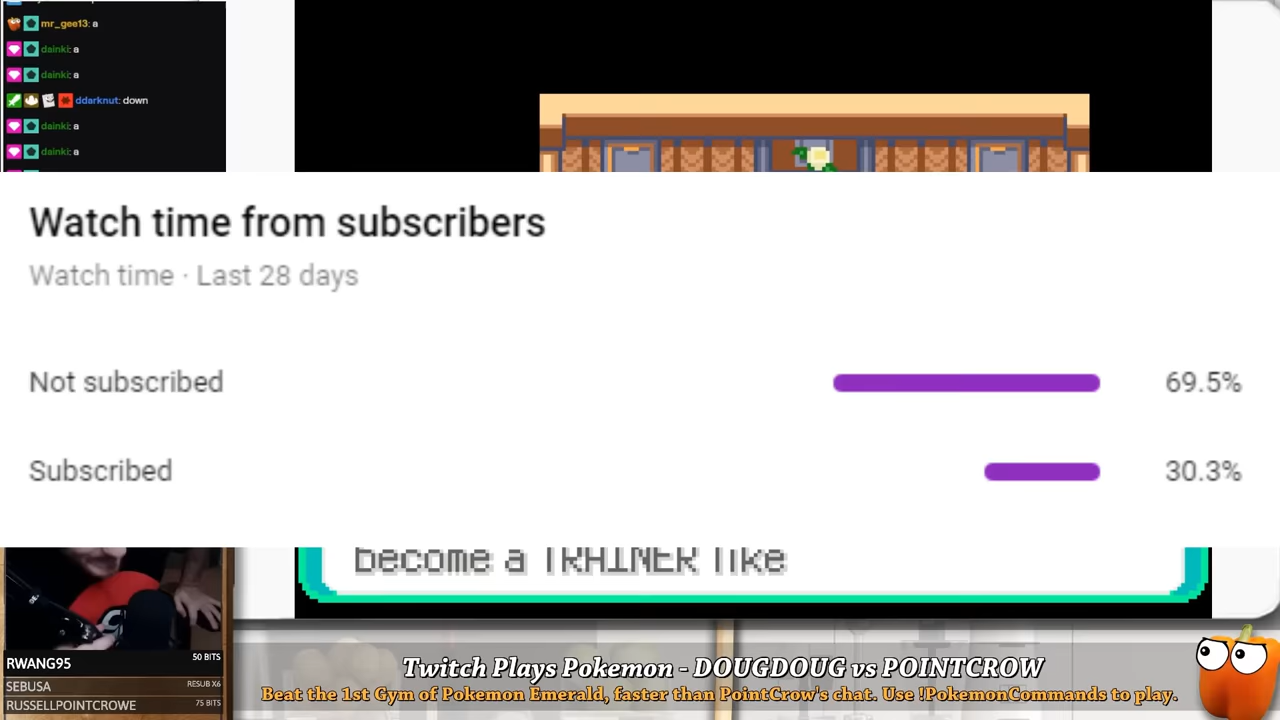 mr_gee13: a
dainki: a
dainki: a
ddarknut: down
dainki: a
dainki: a
Watch time from subscribers
Watch time · Last 28 days
Not subscribed 69.5%
Subscribed 30.3%
become a TRAINER like
RWANG95 50 BITS
SEBUSA RESUB X6
RUSSELLPOINTCROWE 75 BITS
Twitch Plays Pokemon - DOUGDOUG vs POINTCROW
Beat the 1st Gym of Pokemon Emerald, faster than PointCrow's chat. Use !PokemonCommands to play.